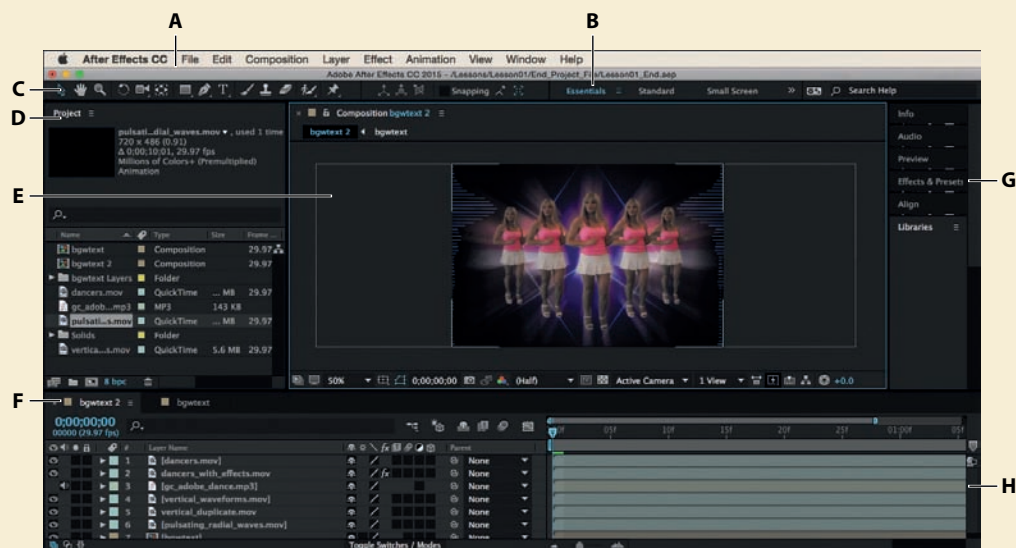 A
B
After Effects CC File Edit Composition Layer Effect Animation View Window Help
Adobe After Effects CC 2015 - /Lessons/Lesson01/End_Project_File/Lesson01_End.aep
C
T
Snapping
Essentials
Standard
Small Screen
»
Search Help
D
Project
pulsati...dial_waves.mov ▾, used 1 time
720 x 486 (0.91)
Δ 0;00;10;01, 29.97 fps
Millions of Colors+ (Premultiplied)
Animation
Name Type Size Frame ...
bgwtext Composition 29.97
bgwtext 2 Composition 29.97
bgwtext Layers Folder
dancers.mov QuickTime ... MB 29.97
gc_adob...mp3 MP3 143 KB
pulsati...s.mov QuickTime ... MB 29.97
Solids Folder
vertica...s.mov QuickTime 5.6 MB 29.97
8 bpc
Composition bgwtext 2
bgwtext 2 bgwtext
E
50% 0;00;00;00 (Half) Active Camera 1 View +0.0
Info
Audio
Preview
Effects & Presets
G
Align
Libraries
F
bgwtext 2 bgwtext
0;00;00;00
00000 (29.97 fps)
05f 10f 15f 20f 25f 01:00f 05f
# Layer Name fx Parent
1 [dancers.mov] None
2 dancers_with_effects.mov fx None
3 [gc_adobe_dance.mp3] None
4 [vertical_waveforms.mov] None
5 vertical_duplicate.mov None
6 [pulsating_radial_waves.mov] None
7 [bgwtext] None
Toggle Switches / Modes
H